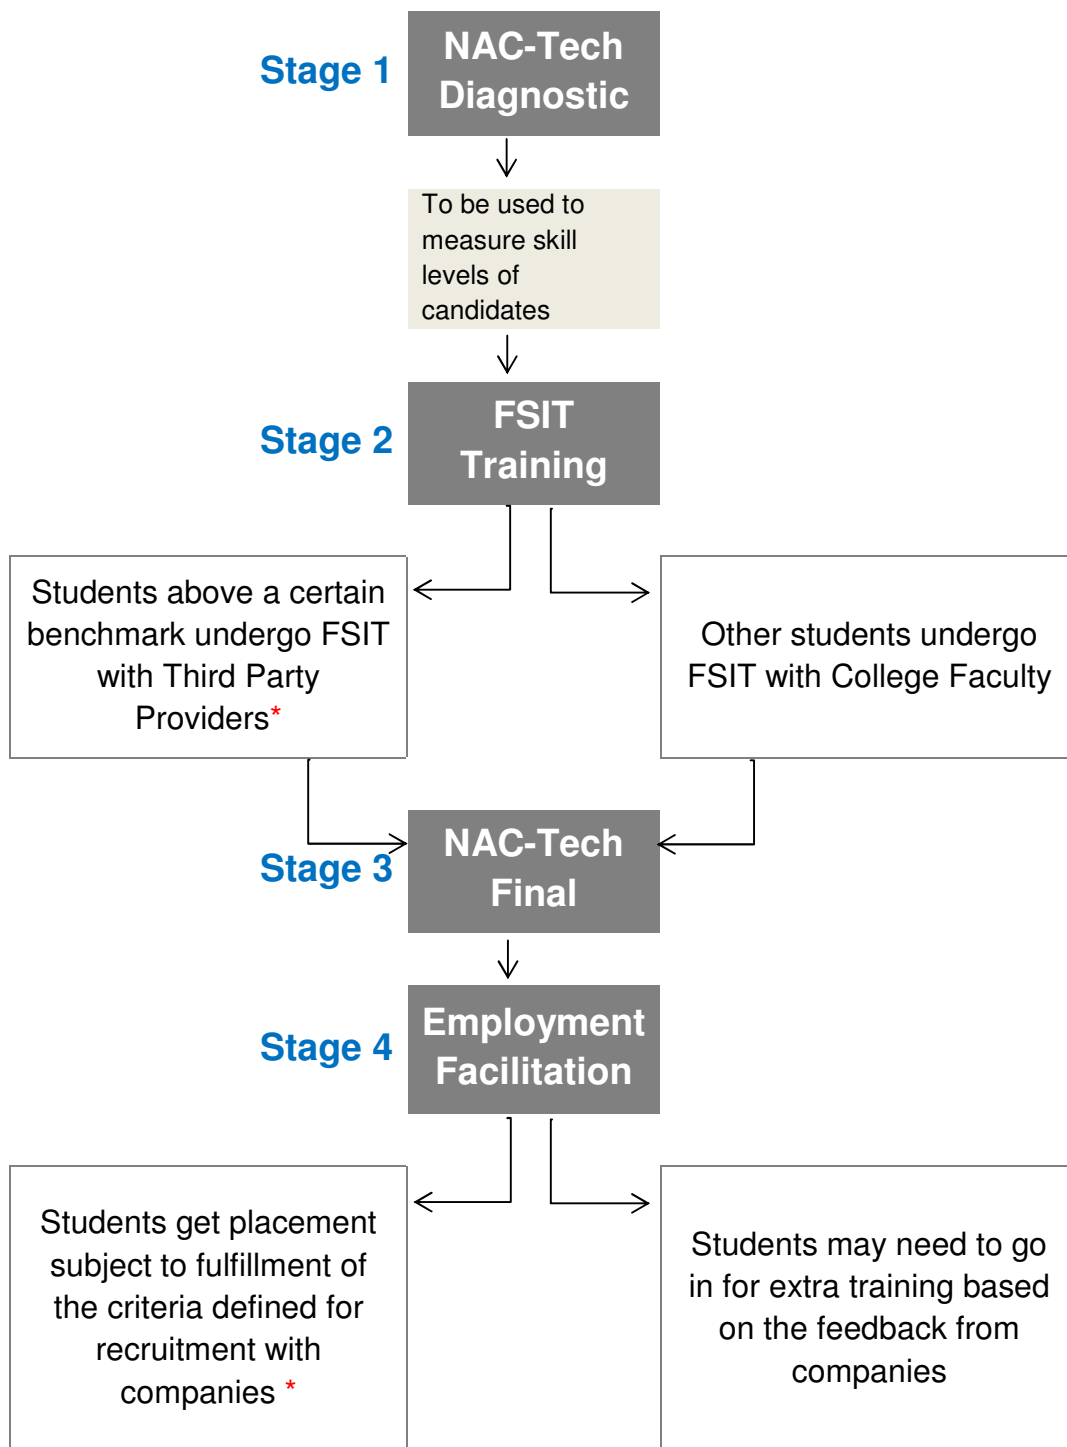 Stage 1
NAC-Tech
Diagnostic
To be used to
measure skill
levels of
candidates
Stage 2
FSIT
Training
Students above a certain
benchmark undergo FSIT
with Third Party
Providers*
Other students undergo
FSIT with College Faculty
Stage 3
NAC-Tech
Final
Stage 4
Employment
Facilitation
Students get placement
subject to fulfillment of
the criteria defined for
recruitment with
companies *
Students may need to go
in for extra training based
on the feedback from
companies